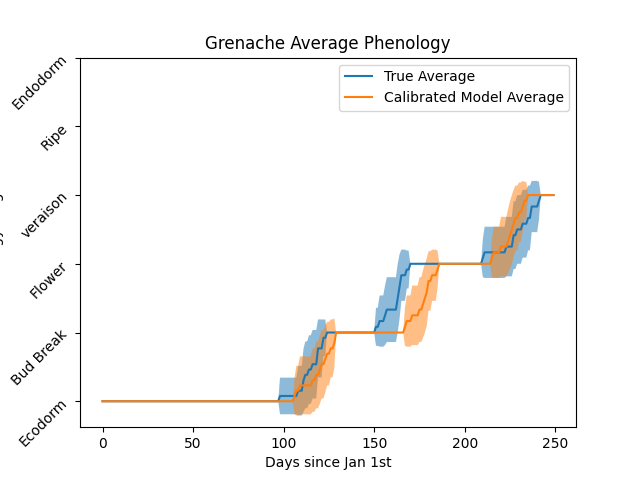 Grenache Average Phenology
True Average
Calibrated Model Average
Endodorm
Ripe
veraison
Flower
Bud Break
Ecodorm
0 50 100 150 200 250
Days since Jan 1st